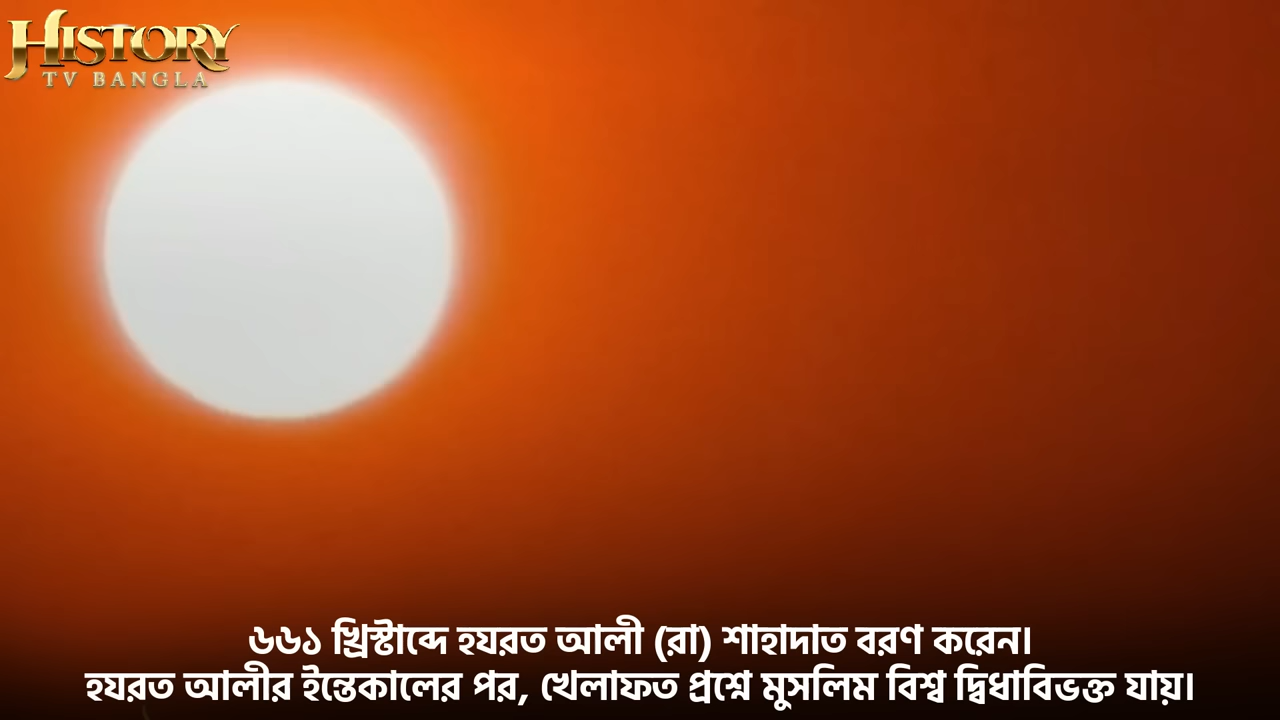 HISTORY
TV BANGLA
৬৬১ খ্রিস্টাব্দে হযরত আলী (রা) শাহাদাত বরণ করেন।
হযরত আলীর ইন্তেকালের পর, খেলাফত প্রশ্নে মুসলিম বিশ্ব দ্বিধাবিভক্ত যায়।